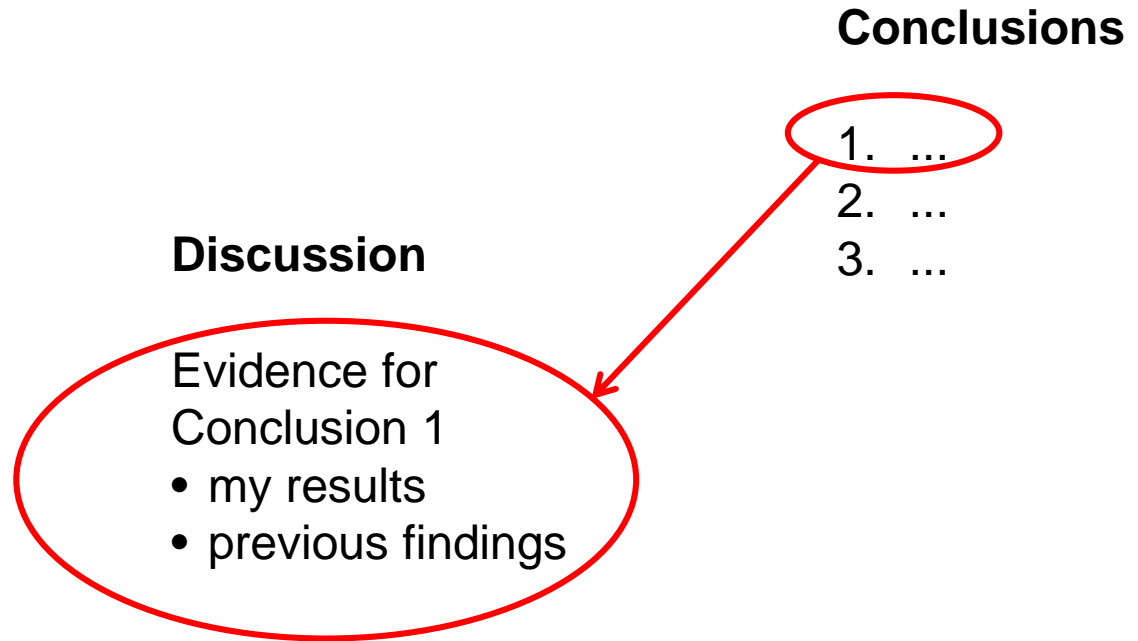 Conclusions
1. ...
2. ...
3. ...
Discussion
Evidence for
Conclusion 1
• my results
• previous findings